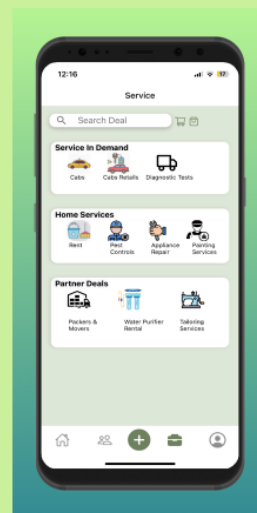 12:16
Service
Search Deal
Service In Demand
Cabs
Cabs Retails
Diagnostic Tests
Home Services
Rent
Pest
Controls
Appliance
Repair
Painting
Services
Partner Deals
Packers &
Movers
Water Purifier
Rental
Tailoring
Services